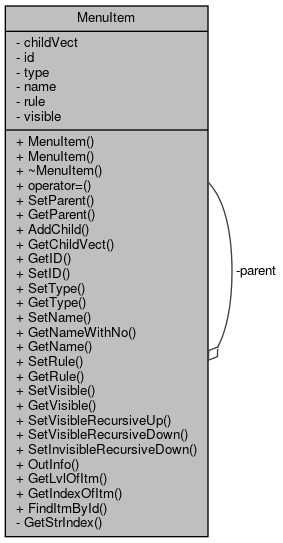 MenuItem
- childVect
- id
- type
- name
- rule
- visible
+ MenuItem()
+ MenuItem()
+ ~MenuItem()
+ operator=()
+ SetParent()
+ GetParent()
+ AddChild()
+ GetChildVect()
+ GetID()
+ SetID()
+ SetType()
+ GetType()
+ SetName()
+ GetNameWithNo()
+ GetName()
+ SetRule()
+ GetRule()
+ SetVisible()
+ GetVisible()
+ SetVisibleRecursiveUp()
+ SetVisibleRecursiveDown()
+ SetInvisibleRecursiveDown()
+ OutInfo()
+ GetLvlOfItm()
+ GetIndexOfItm()
+ FindItmById()
- GetStrIndex()
-parent